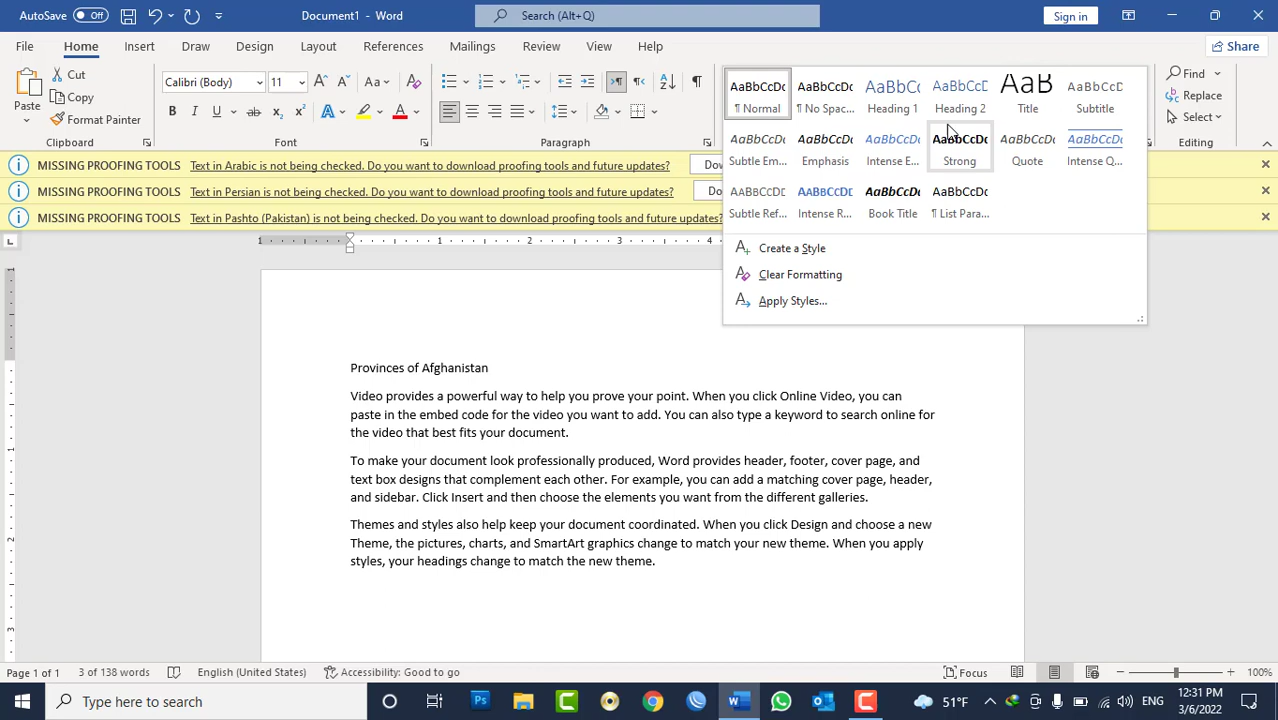 AutoSave Off Document1 - Word Search (Alt+Q) Sign in
File Home Insert Draw Design Layout References Mailings Review View Help Share
Paste Cut Copy Format Painter
Clipboard
Calibri (Body) 11
Font
Paragraph
Find
Replace
Select
Editing
AaBbCcDc AaBbCcDc AaBbCc AaBbCcD AaB AaBbCcD
¶ Normal ¶ No Spac... Heading 1 Heading 2 Title Subtitle
AaBbCcDc AaBbCcDc AaBbCcDc AaBbCcDc AaBbCcDc AaBbCcDc
Subtle Em... Emphasis Intense E... Strong Quote Intense Q...
AaBbCcDc AaBbCcDc AaBbCcDc AaBbCcDc
Subtle Ref... Intense R... Book Title ¶ List Para...
Create a Style
Clear Formatting
Apply Styles...
MISSING PROOFING TOOLS Text in Arabic is not being checked. Do you want to download proofing tools and future updates?
MISSING PROOFING TOOLS Text in Persian is not being checked. Do you want to download proofing tools and future updates?
MISSING PROOFING TOOLS Text in Pashto (Pakistan) is not being checked. Do you want to download proofing tools and future updates?
Provinces of Afghanistan
Video provides a powerful way to help you prove your point. When you click Online Video, you can
paste in the embed code for the video you want to add. You can also type a keyword to search online for
the video that best fits your document.
To make your document look professionally produced, Word provides header, footer, cover page, and
text box designs that complement each other. For example, you can add a matching cover page, header,
and sidebar. Click Insert and then choose the elements you want from the different galleries.
Themes and styles also help keep your document coordinated. When you click Design and choose a new
Theme, the pictures, charts, and SmartArt graphics change to match your new theme. When you apply
styles, your headings change to match the new theme.
Page 1 of 1 3 of 138 words English (United States) Accessibility: Good to go Focus 100%
Type here to search 51°F ENG 12:31 PM
3/6/2022